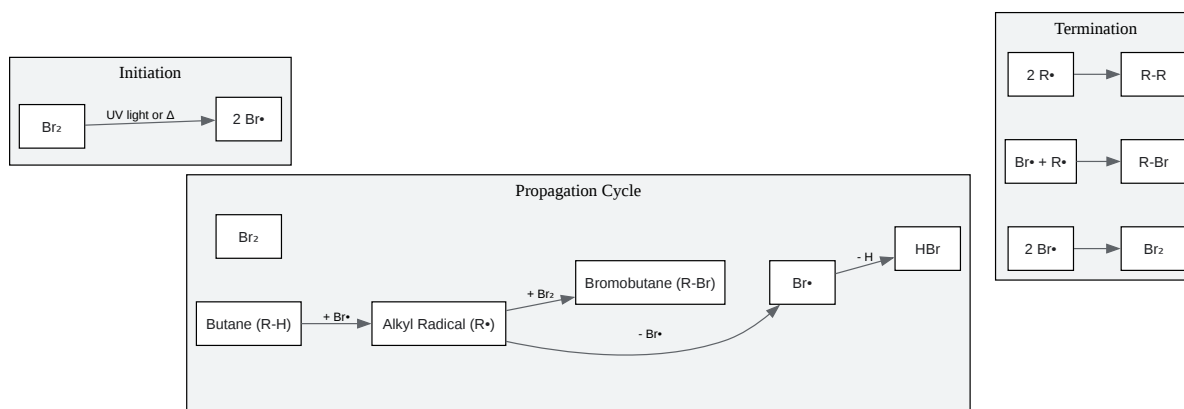 Initiation
Br₂
UV light or Δ
2 Br•
Propagation Cycle
Br₂
Butane (R-H)
+ Br•
Alkyl Radical (R•)
+ Br₂
Bromobutane (R-Br)
- Br•
Br•
- H
HBr
Termination
2 R•
R-R
Br• + R•
R-Br
2 Br•
Br₂